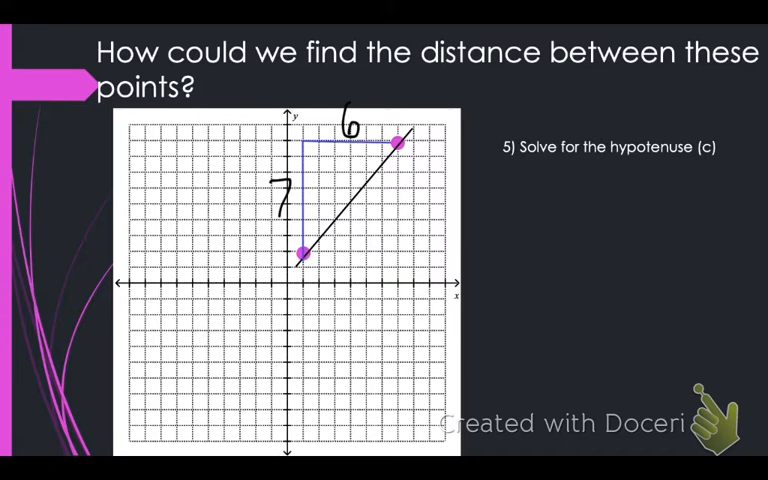 How could we find the distance between these
points?
y
6
5) Solve for the hypotenuse (c)
7
x
Created with Doceri